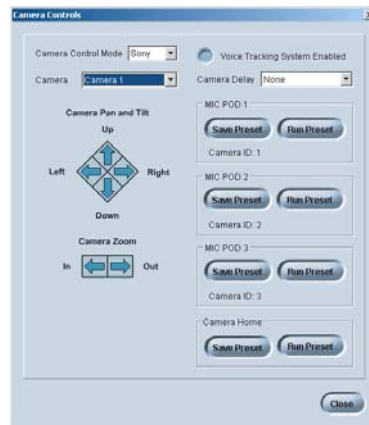 Camera Controls
Camera Control Mode Sony
Camera Camera 1
Camera Pan and Tilt
Up
Left Right
Down
Camera Zoom
In Out
Voice Tracking System Enabled
Camera Delay None
MIC POD 1
Save Preset Run Preset
Camera ID: 1
MIC POD 2
Save Preset Run Preset
Camera ID: 2
MIC POD 3
Save Preset Run Preset
Camera ID: 3
Camera Home
Save Preset Run Preset
Close